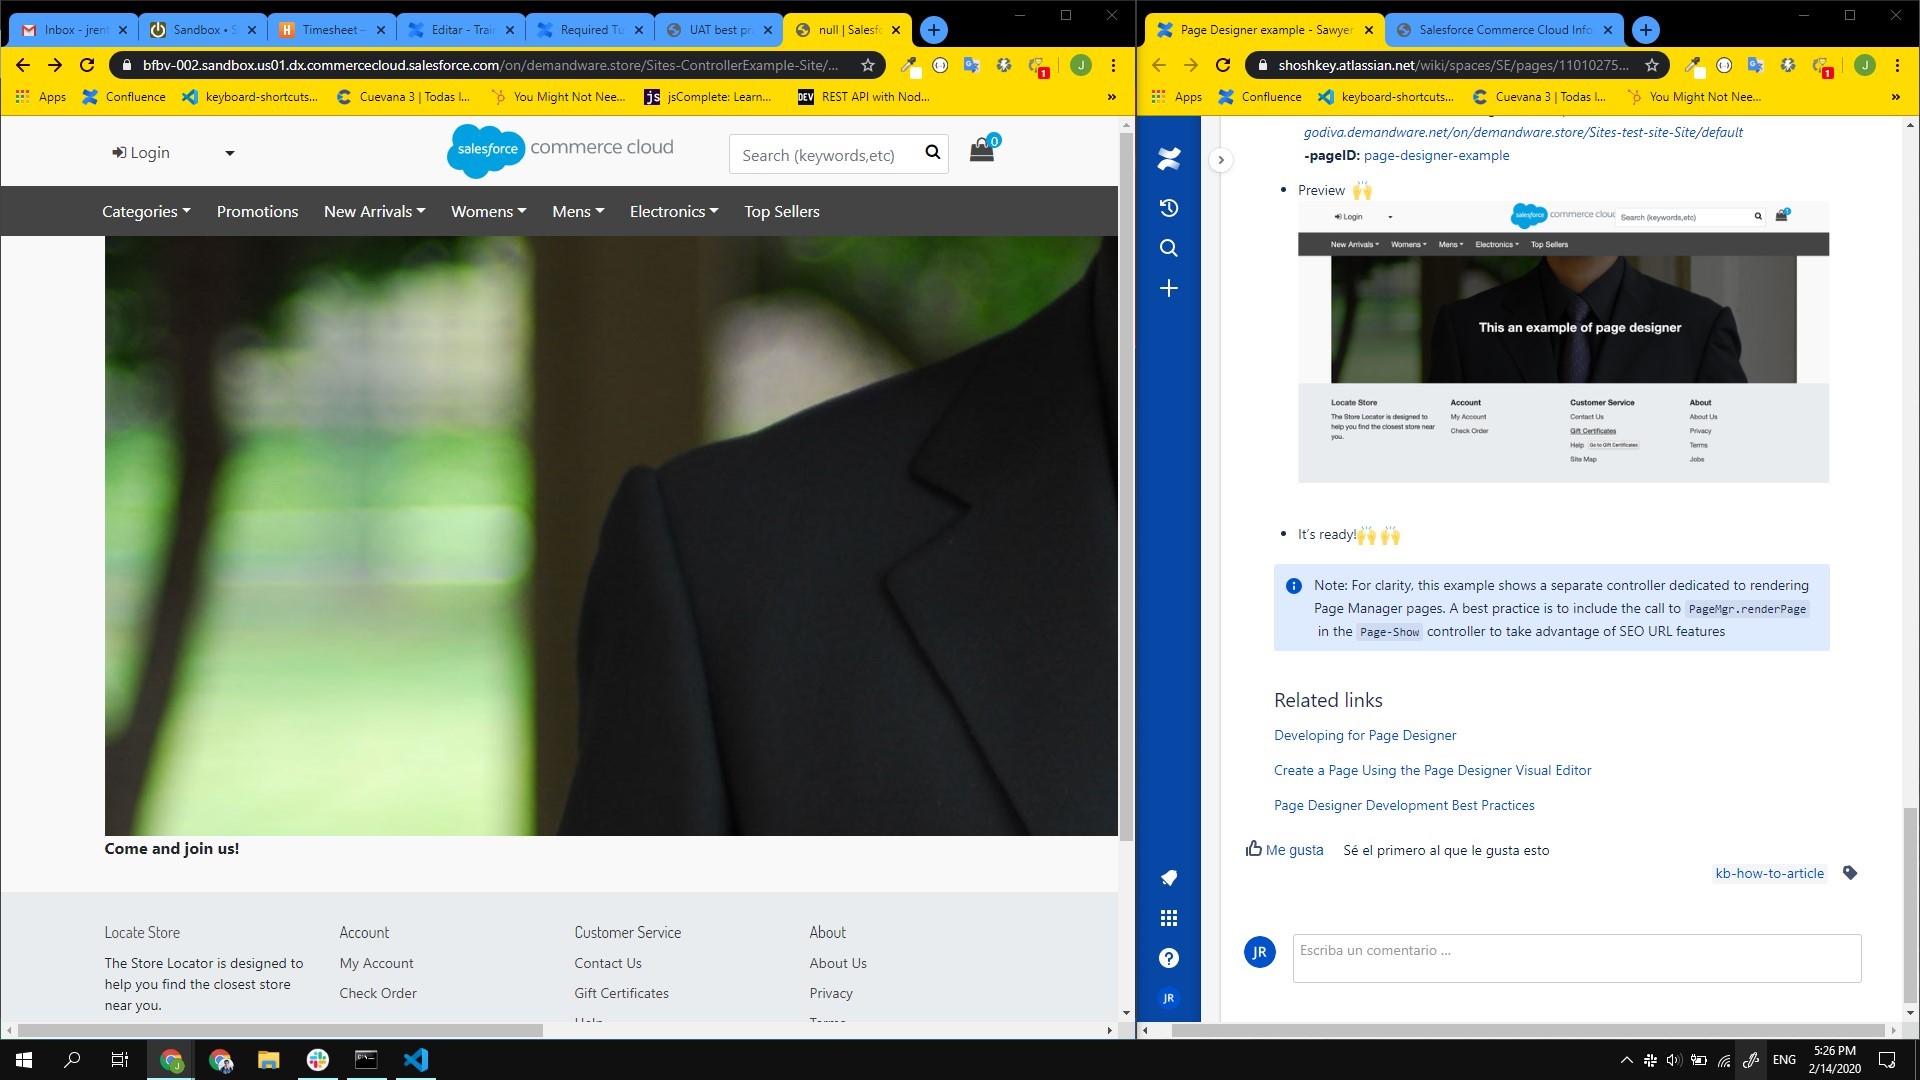 Inbox - jrent
Sandbox • S
Timesheet –
Editar - Train
Required Tu
UAT best pr
null | Salesfo
bfbv-002.sandbox.us01.dx.commercecloud.salesforce.com/on/demandware.store/Sites-ControllerExample-Site/...
Apps
Confluence
keyboard-shortcuts...
Cuevana 3 | Todas l...
You Might Not Nee...
jsComplete: Learn...
REST API with Nod...
»
Login
salesforce commerce cloud
Search (keywords,etc)
0
Categories
Promotions
New Arrivals
Womens
Mens
Electronics
Top Sellers
Come and join us!
Locate Store
The Store Locator is designed to
help you find the closest store
near you.
Account
My Account
Check Order
Customer Service
Contact Us
Gift Certificates
Help
About
About Us
Privacy
Terms
Page Designer example - Sawyer
Salesforce Commerce Cloud Info
shoshkey.atlassian.net/wiki/spaces/SE/pages/11010275...
Apps
Confluence
keyboard-shortcuts...
Cuevana 3 | Todas l...
You Might Not Nee...
»
godiva.demandware.net/on/demandware.store/Sites-test-site-Site/default
-pageID: page-designer-example
• Preview 🙌
Login
salesforce commerce cloud
Search (keywords,etc)
New Arrivals
Womens
Mens
Electronics
Top Sellers
This an example of page designer
Locate Store
The Store Locator is designed to
help you find the closest store near
you.
Account
My Account
Check Order
Customer Service
Contact Us
Gift Certificates
Help
Go to Gift Certificates
Site Map
About
About Us
Privacy
Terms
Jobs
• It's ready!🙌 🙌
Note: For clarity, this example shows a separate controller dedicated to rendering
Page Manager pages. A best practice is to include the call to PageMgr.renderPage
in the Page-Show controller to take advantage of SEO URL features
Related links
Developing for Page Designer
Create a Page Using the Page Designer Visual Editor
Page Designer Development Best Practices
Me gusta
Sé el primero al que le gusta esto
kb-how-to-article
JR
Escriba un comentario ...
JR
ENG
5:26 PM
2/14/2020